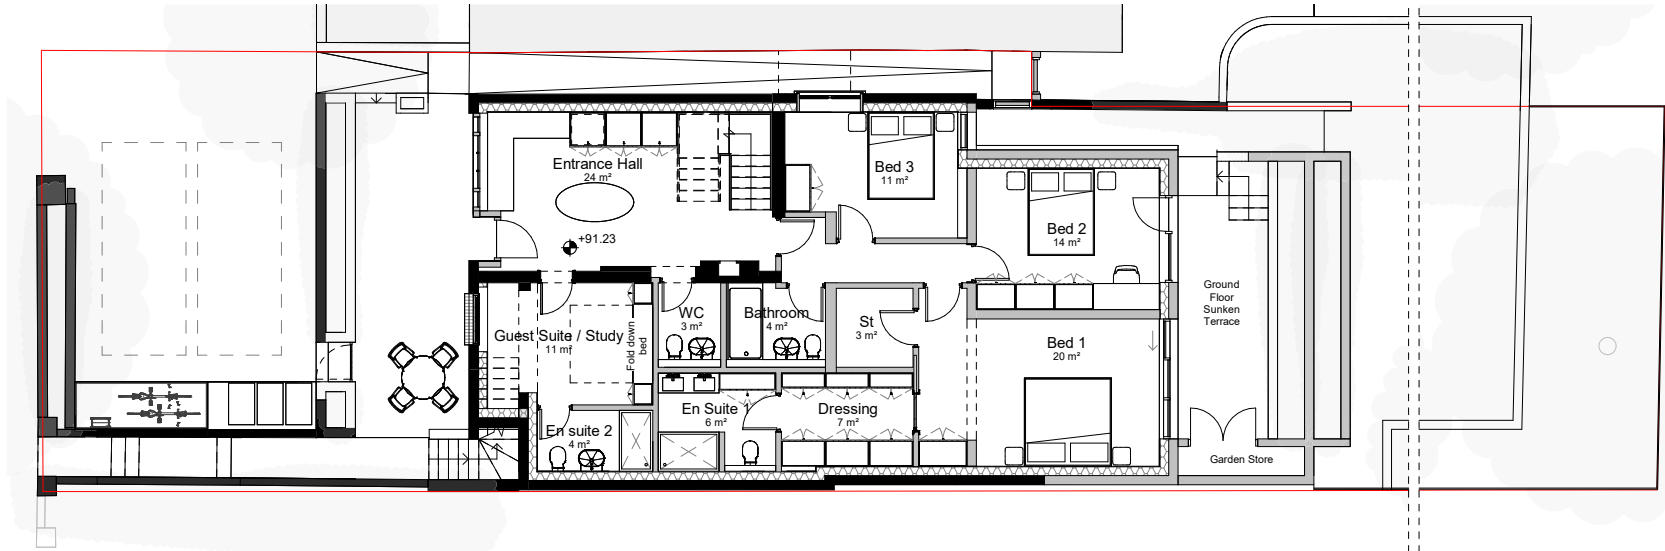 Entrance Hall
24 m²
+91.23
Bed 3
11 m²
Bed 2
14 m²
Ground
Floor
Sunken
Terrace
Guest Suite / Study
11 m²
Fold down
bed
WC
3 m²
Bathroom
4 m²
St
3 m²
Bed 1
20 m²
En suite 2
4 m²
En Suite
6 m²
Dressing
7 m²
Garden Store